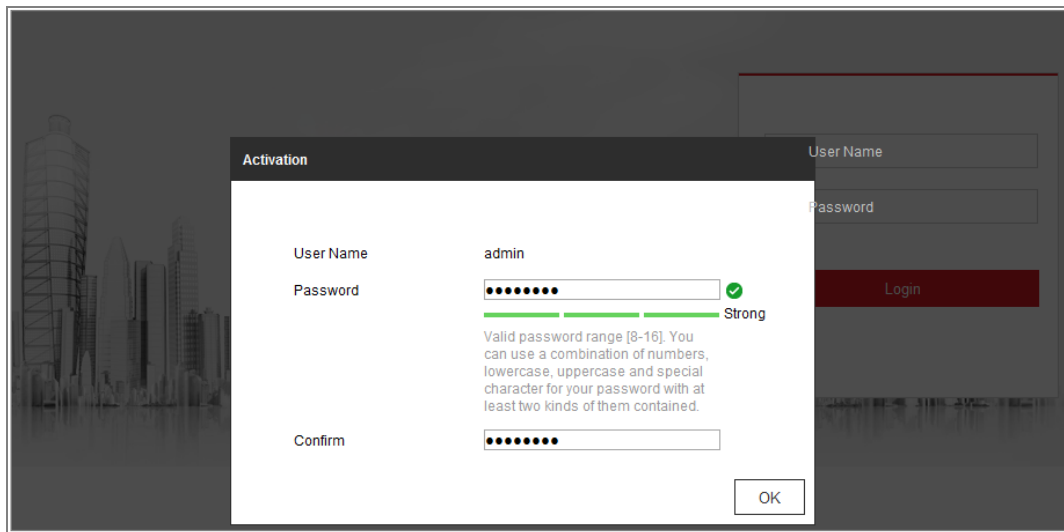 Activation
User Name
Password
Login
User Name admin
Password ●●●●●●●●
Strong
Valid password range [8-16]. You
can use a combination of numbers,
lowercase, uppercase and special
character for your password with at
least two kinds of them contained.
Confirm ●●●●●●●●
OK